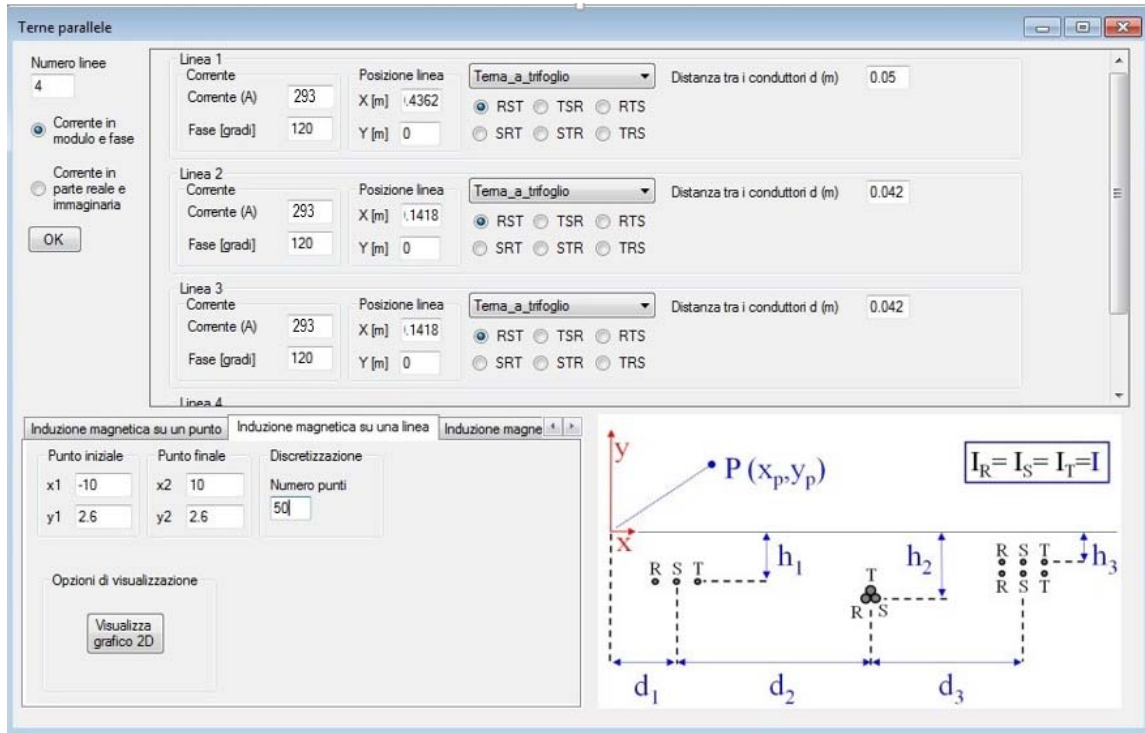 Terne parallele
Numero linee
4
Corrente in
modulo e fase
Corrente in
parte reale e
immaginaria
OK
Linea 1
Corrente
Corrente (A) 293
Fase [gradi] 120
Posizione linea
X [m] .4362
Y [m] 0
Terna_a_trifoglio
RST TSR RTS
SRT STR TRS
Distanza tra i conduttori d (m) 0.05
Linea 2
Corrente
Corrente (A) 293
Fase [gradi] 120
Posizione linea
X [m] .1418
Y [m] 0
Terna_a_trifoglio
RST TSR RTS
SRT STR TRS
Distanza tra i conduttori d (m) 0.042
Linea 3
Corrente
Corrente (A) 293
Fase [gradi] 120
Posizione linea
X [m] .1418
Y [m] 0
Terna_a_trifoglio
RST TSR RTS
SRT STR TRS
Distanza tra i conduttori d (m) 0.042
Linea 4
Induzione magnetica su un punto Induzione magnetica su una linea Induzione magne
Punto iniziale
x1 -10
y1 2.6
Punto finale
x2 10
y2 2.6
Discretizzazione
Numero punti
50
Opzioni di visualizzazione
Visualizza
grafico 2D
y
P (xp,yp)
IR= IS= IT=I
x
R S T
h1
T
R S
h2
R S T
R S T
h3
d1 d2 d3